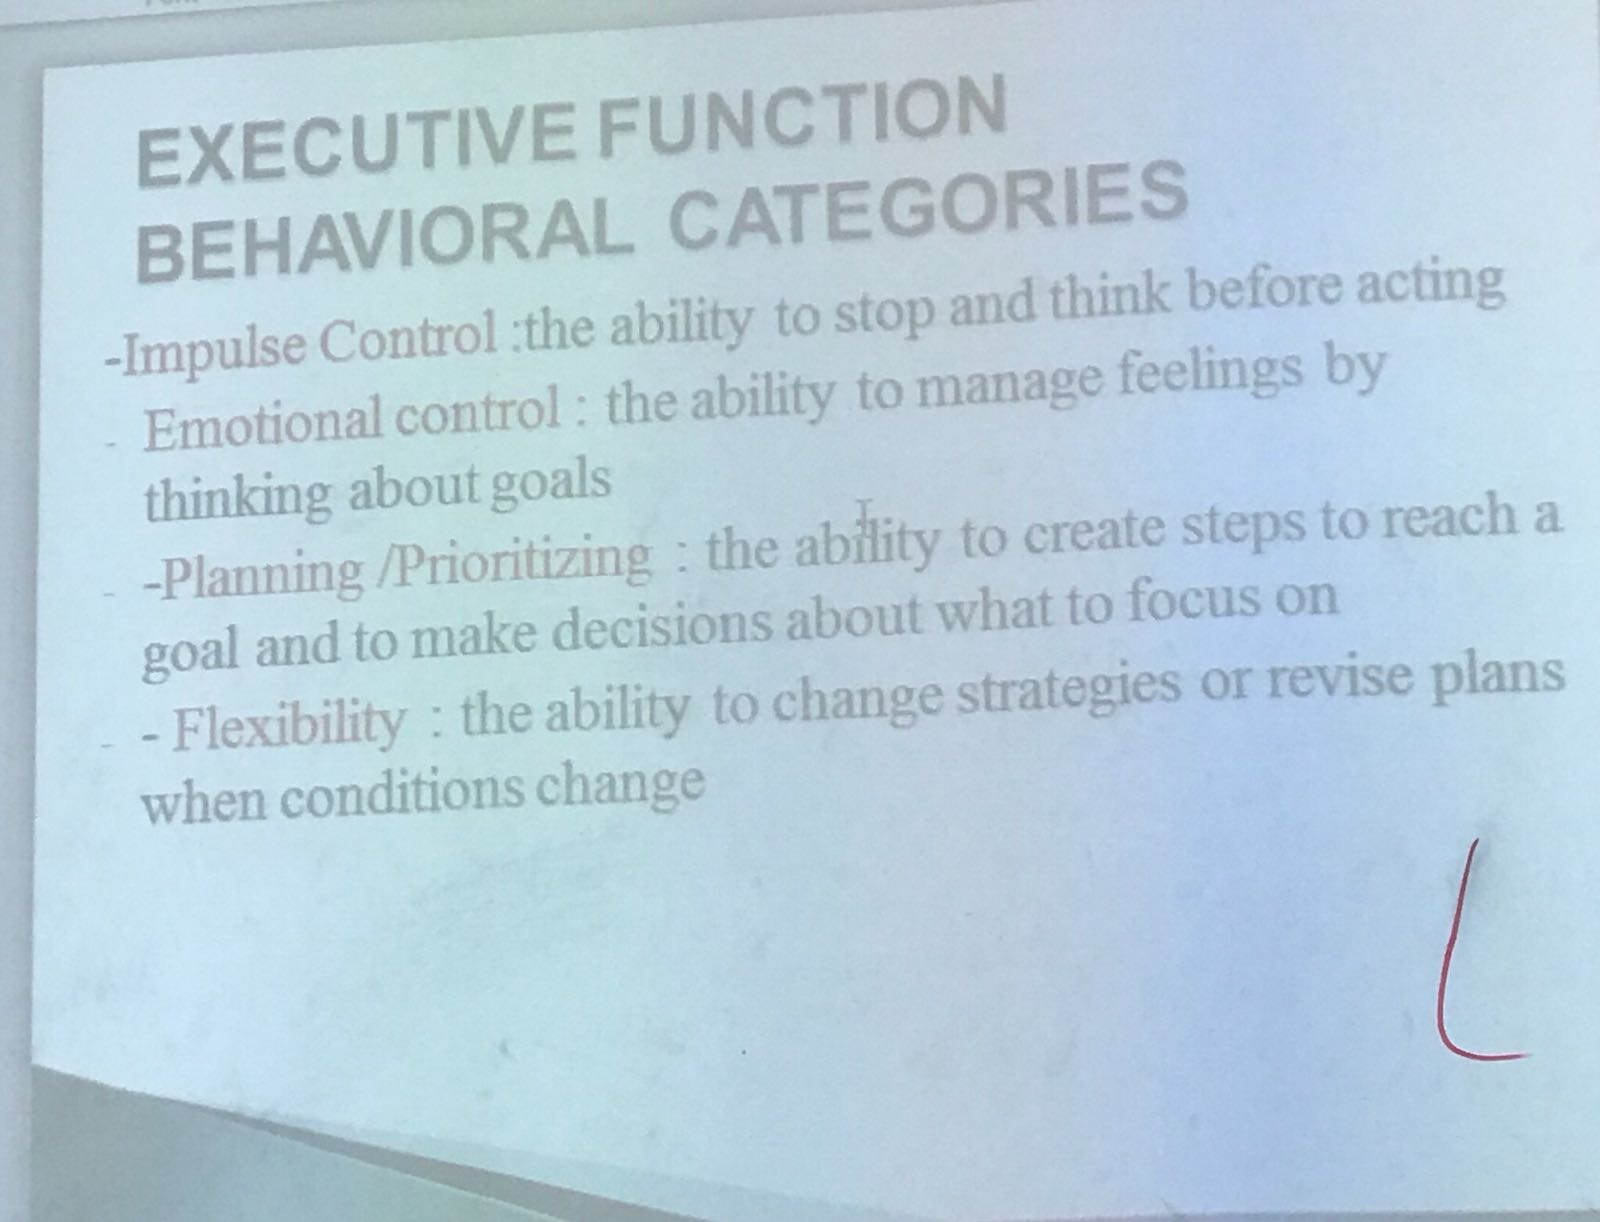 EXECUTIVE FUNCTION
BEHAVIORAL CATEGORIES
-Impulse Control :the ability to stop and think before acting
- Emotional control : the ability to manage feelings by
thinking about goals
- -Planning /Prioritizing : the ability to create steps to reach a
goal and to make decisions about what to focus on
- - Flexibility : the ability to change strategies or revise plans
when conditions change